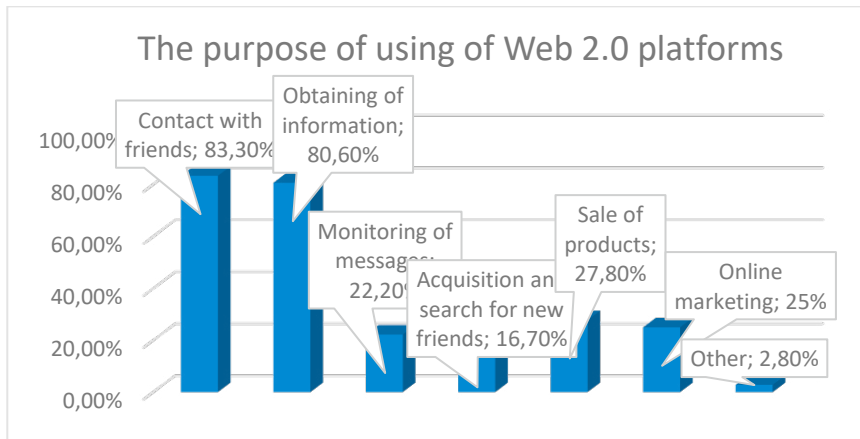 The purpose of using of Web 2.0 platforms
100,00%
80,00%
60,00%
40,00%
20,00%
0,00%
Contact with
friends; 83,30%
Obtaining of
information;
80,60%
Monitoring of
messages;
22,20%
Acquisition and
search for new
friends; 16,70%
Sale of
products;
27,80%
Online
marketing; 25%
Other; 2,80%